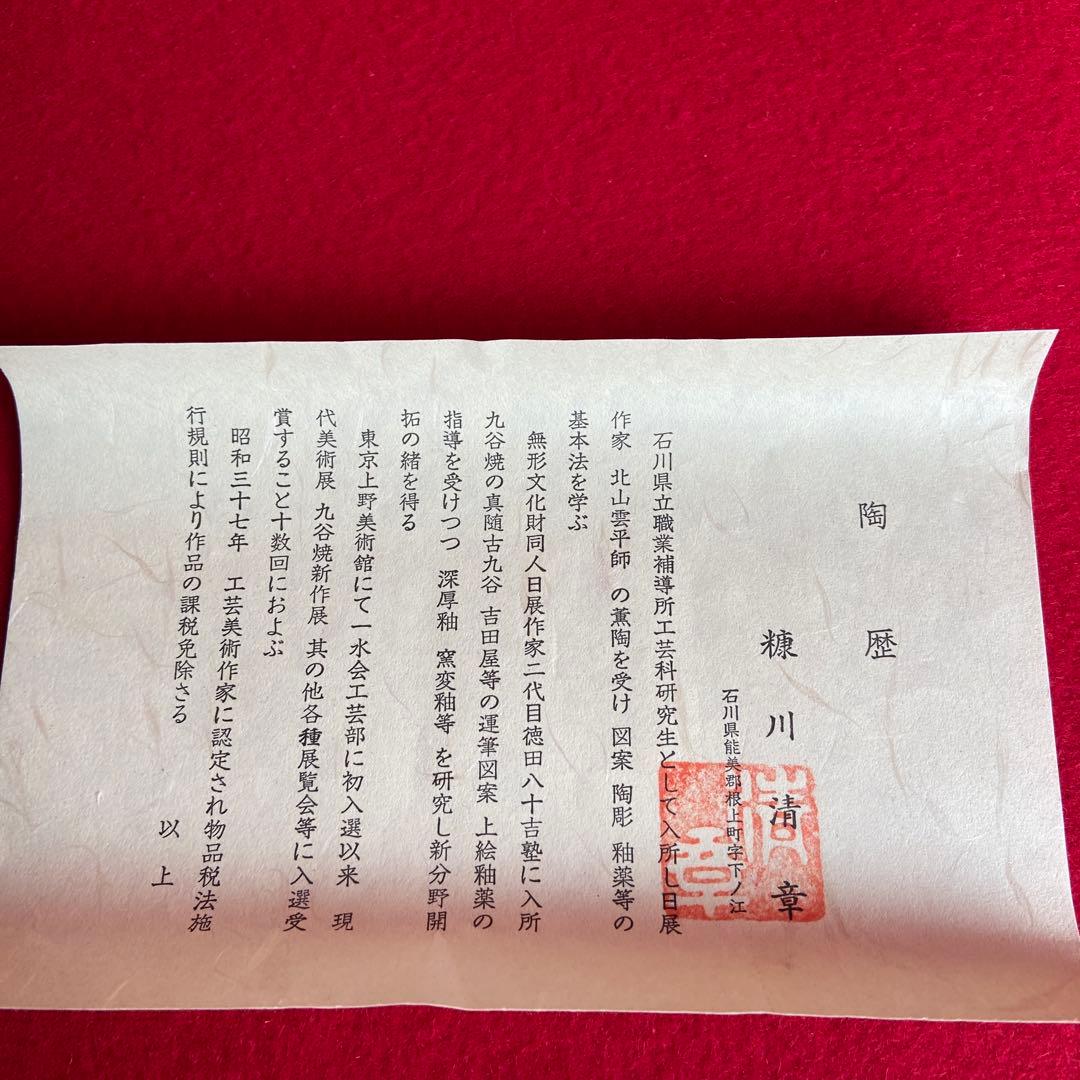 陶歴
糠川清章
石川県能美郡根上町字下ノ江
石川県立職業補導所工芸科研究生として入所し日展
作家 北山雲平師 の薫陶を受け 図案 陶彫 釉薬等の
基本法を学ぶ
無形文化財同人日展作家二代目徳田八十吉塾に入所
九谷焼の真随古九谷 吉田屋等の運筆図案 上絵釉薬の
指導を受けつつ 深厚釉 窯変釉等 を研究し新分野開
拓の緒を得る
東京上野美術館にて一水会工芸部に初入選以来 現
代美術展 九谷焼新作展 其の他各種展覧会等に入選受
賞すること十数回におよぶ
昭和三十七年 工芸美術作家に認定され物品税法施
行規則により作品の課税免除さる
以上
清章